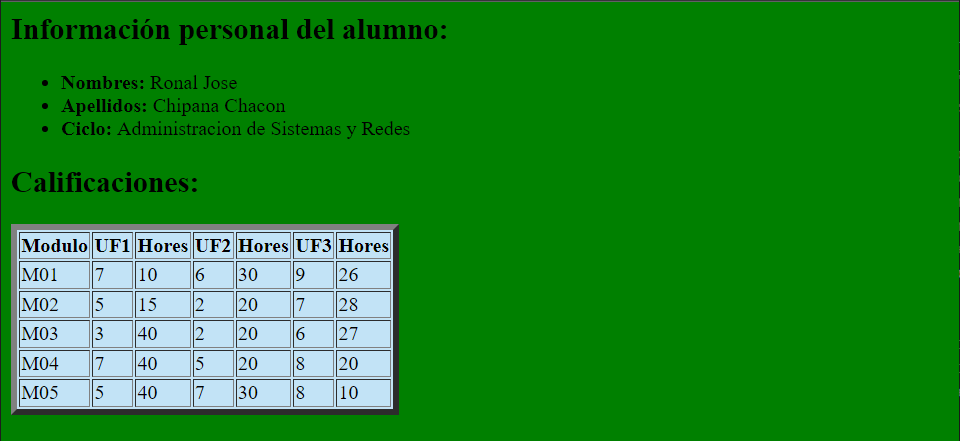 Información personal del alumno:
Nombres: Ronal Jose
Apellidos: Chipana Chacon
Ciclo: Administracion de Sistemas y Redes
Calificaciones:
Modulo UF1 Hores UF2 Hores UF3 Hores
M01 7 10 6 30 9 26
M02 5 15 2 20 7 28
M03 3 40 2 20 6 27
M04 7 40 5 20 8 20
M05 5 40 7 30 8 10